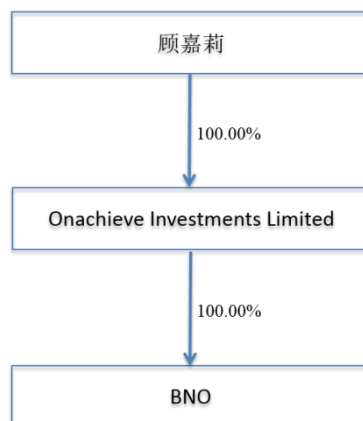 顾嘉莉
100.00%
Onachieve Investments Limited
100.00%
BNO